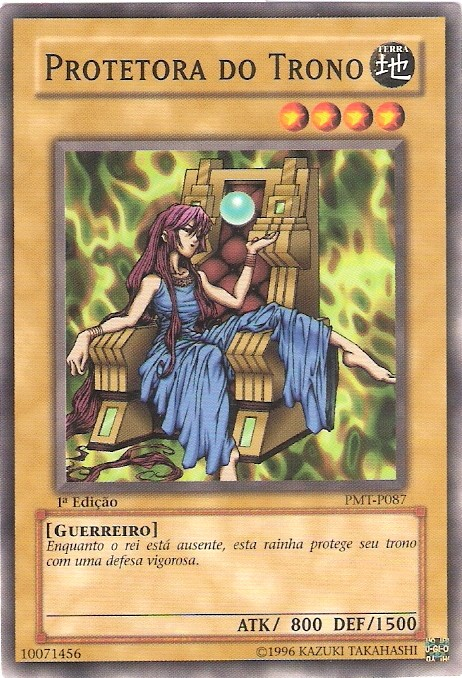 PROTETORA DO TRONO
TERRA
地
1ª Edição
PMT-P087
[GUERREIRO]
Enquanto o rei está ausente, esta rainha protege seu trono
com uma defesa vigorosa.
ATK/ 800 DEF/1500
10071456
©1996 KAZUKI TAKAHASHI